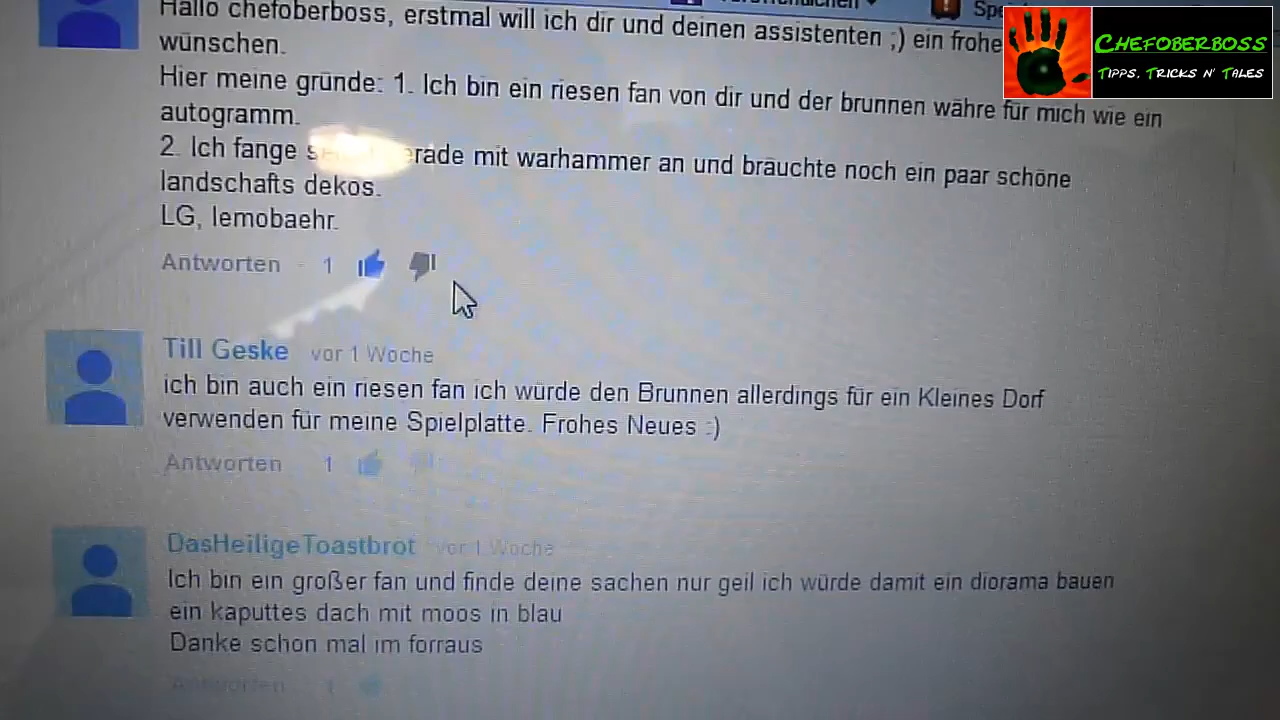 Hallo chefoberboss, erstmal will ich dir und deinen assistenten ;) ein frohe
wünschen.
Hier meine gründe: 1. Ich bin ein riesen fan von dir und der brunnen währe für mich wie ein
autogramm.
2. Ich fange erade mit warhammer an und bräuchte noch ein paar schöne
landschafts dekos.
LG, lemobaehr.
Antworten - 1
Till Geske vor 1 Woche
ich bin auch ein riesen fan ich würde den Brunnen allerdings für ein Kleines Dorf
verwenden für meine Spielplatte. Frohes Neues :)
Antworten 1
DasHeiligeToastbrot vor 1 Woche
Ich bin ein großer fan und finde deine sachen nur geil ich würde damit ein diorama bauen
ein kaputtes dach mit moos in blau
Danke schon mal im forraus
Antworten 1
Chefoberboss
Tipps, Tricks n' Tales